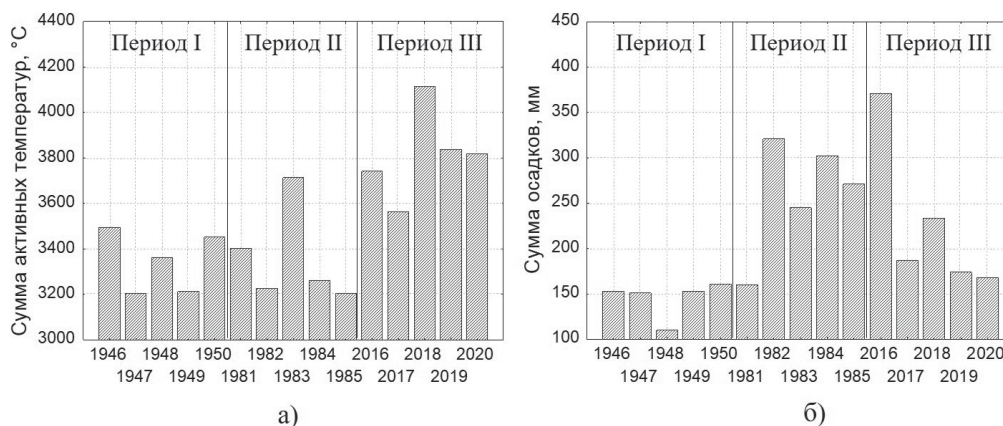 Сумма активных температур, °C
4400
4200
4000
3800
3600
3400
3200
3000
Период I Период II Период III
1946 1948 1950 1982 1984 2016 2018 2020
1947 1949 1981 1983 1985 2017 2019
а)
Сумма осадков, мм
450
400
350
300
250
200
150
100
Период I Период II Период III
1946 1948 1950 1982 1984 2016 2018 2020
1947 1949 1981 1983 1985 2017 2019
б)